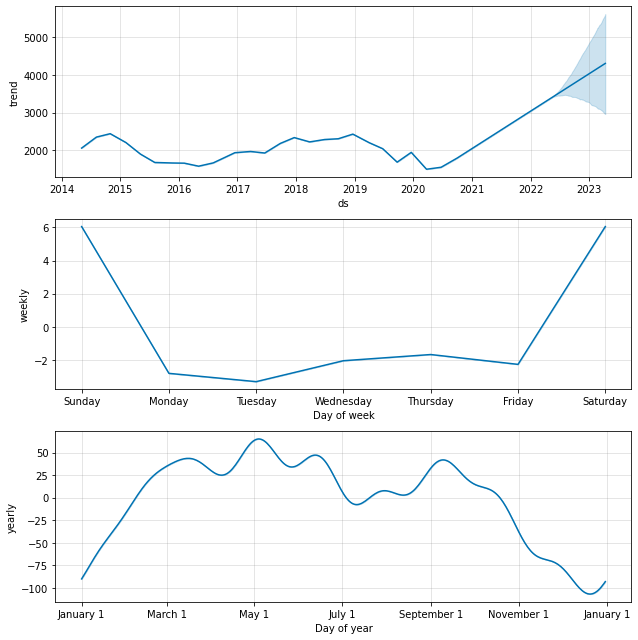 5000
4000
3000
2000
trend
2014 2015 2016 2017 2018 2019 2020 2021 2022 2023
ds
6
4
2
0
−2
weekly
Sunday Monday Tuesday Wednesday Thursday Friday Saturday
Day of week
50
25
0
−25
−50
−75
−100
yearly
January 1 March 1 May 1 July 1 September 1 November 1 January 1
Day of year